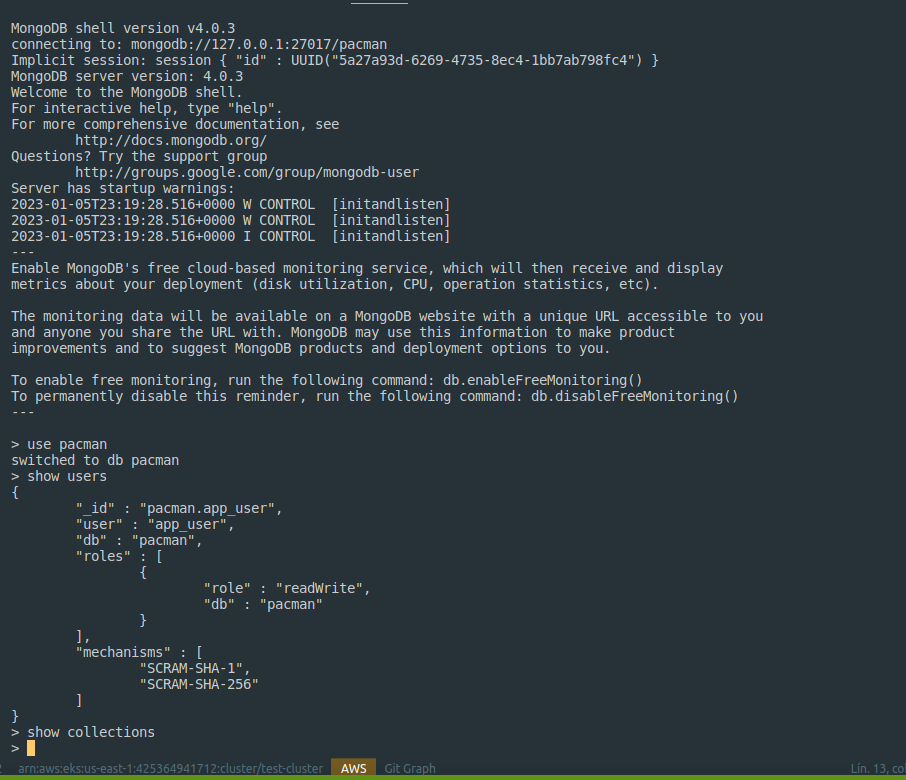 MongoDB shell version v4.0.3
connecting to: mongodb://127.0.0.1:27017/pacman
Implicit session: session { "id" : UUID("5a27a93d-6269-4735-8ec4-1bb7ab798fc4") }
MongoDB server version: 4.0.3
Welcome to the MongoDB shell.
For interactive help, type "help".
For more comprehensive documentation, see
        http://docs.mongodb.org/
Questions? Try the support group
        http://groups.google.com/group/mongodb-user
Server has startup warnings:
2023-01-05T23:19:28.516+0000 W CONTROL  [initandlisten]
2023-01-05T23:19:28.516+0000 W CONTROL  [initandlisten]
2023-01-05T23:19:28.516+0000 I CONTROL  [initandlisten]
---
Enable MongoDB's free cloud-based monitoring service, which will then receive and display
metrics about your deployment (disk utilization, CPU, operation statistics, etc).

The monitoring data will be available on a MongoDB website with a unique URL accessible to you
and anyone you share the URL with. MongoDB may use this information to make product
improvements and to suggest MongoDB products and deployment options to you.

To enable free monitoring, run the following command: db.enableFreeMonitoring()
To permanently disable this reminder, run the following command: db.disableFreeMonitoring()
---

> use pacman
switched to db pacman
> show users
{
        "_id" : "pacman.app_user",
        "user" : "app_user",
        "db" : "pacman",
        "roles" : [
                {
                        "role" : "readWrite",
                        "db" : "pacman"
                }
        ],
        "mechanisms" : [
                "SCRAM-SHA-1",
                "SCRAM-SHA-256"
        ]
}
> show collections
>
arn:aws:eks:us-east-1:425364941712:cluster/test-cluster AWS Git Graph Lin. 13, co